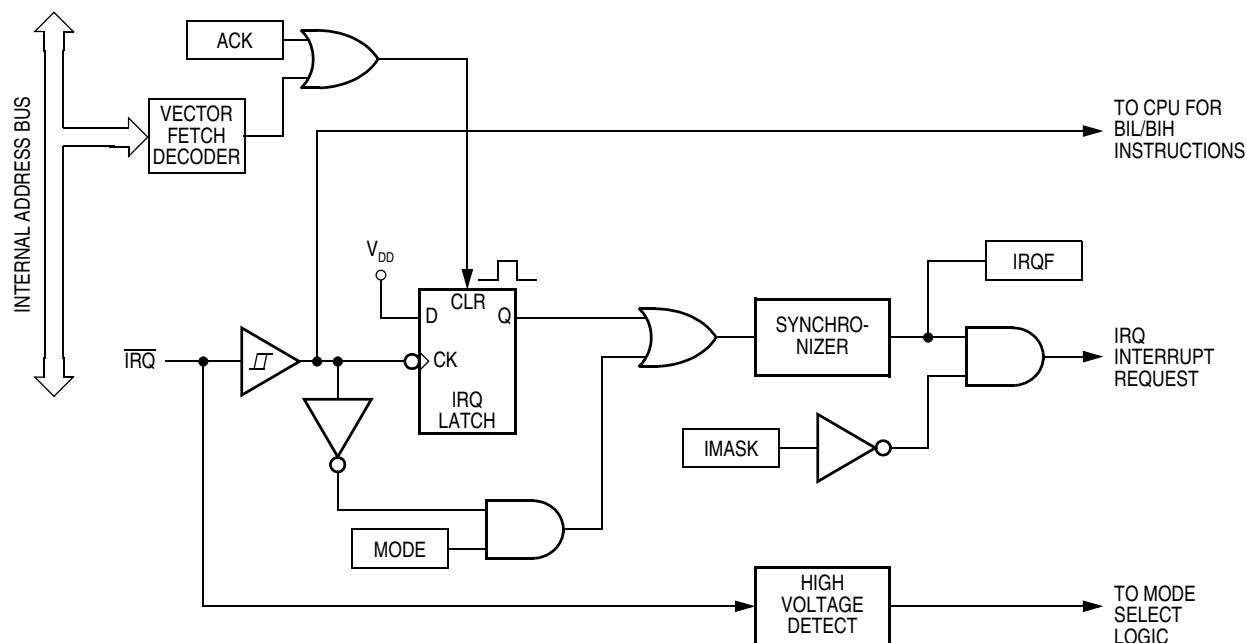 INTERNAL ADDRESS BUS
ACK
VECTOR
FETCH
DECODER
TO CPU FOR
BIL/BIH
INSTRUCTIONS
VDD
D
CLR
Q
CK
IRQ
LATCH
IRQ
SYNCHRO-
NIZER
IRQF
IRQ
INTERRUPT
REQUEST
IMASK
MODE
HIGH
VOLTAGE
DETECT
TO MODE
SELECT
LOGIC